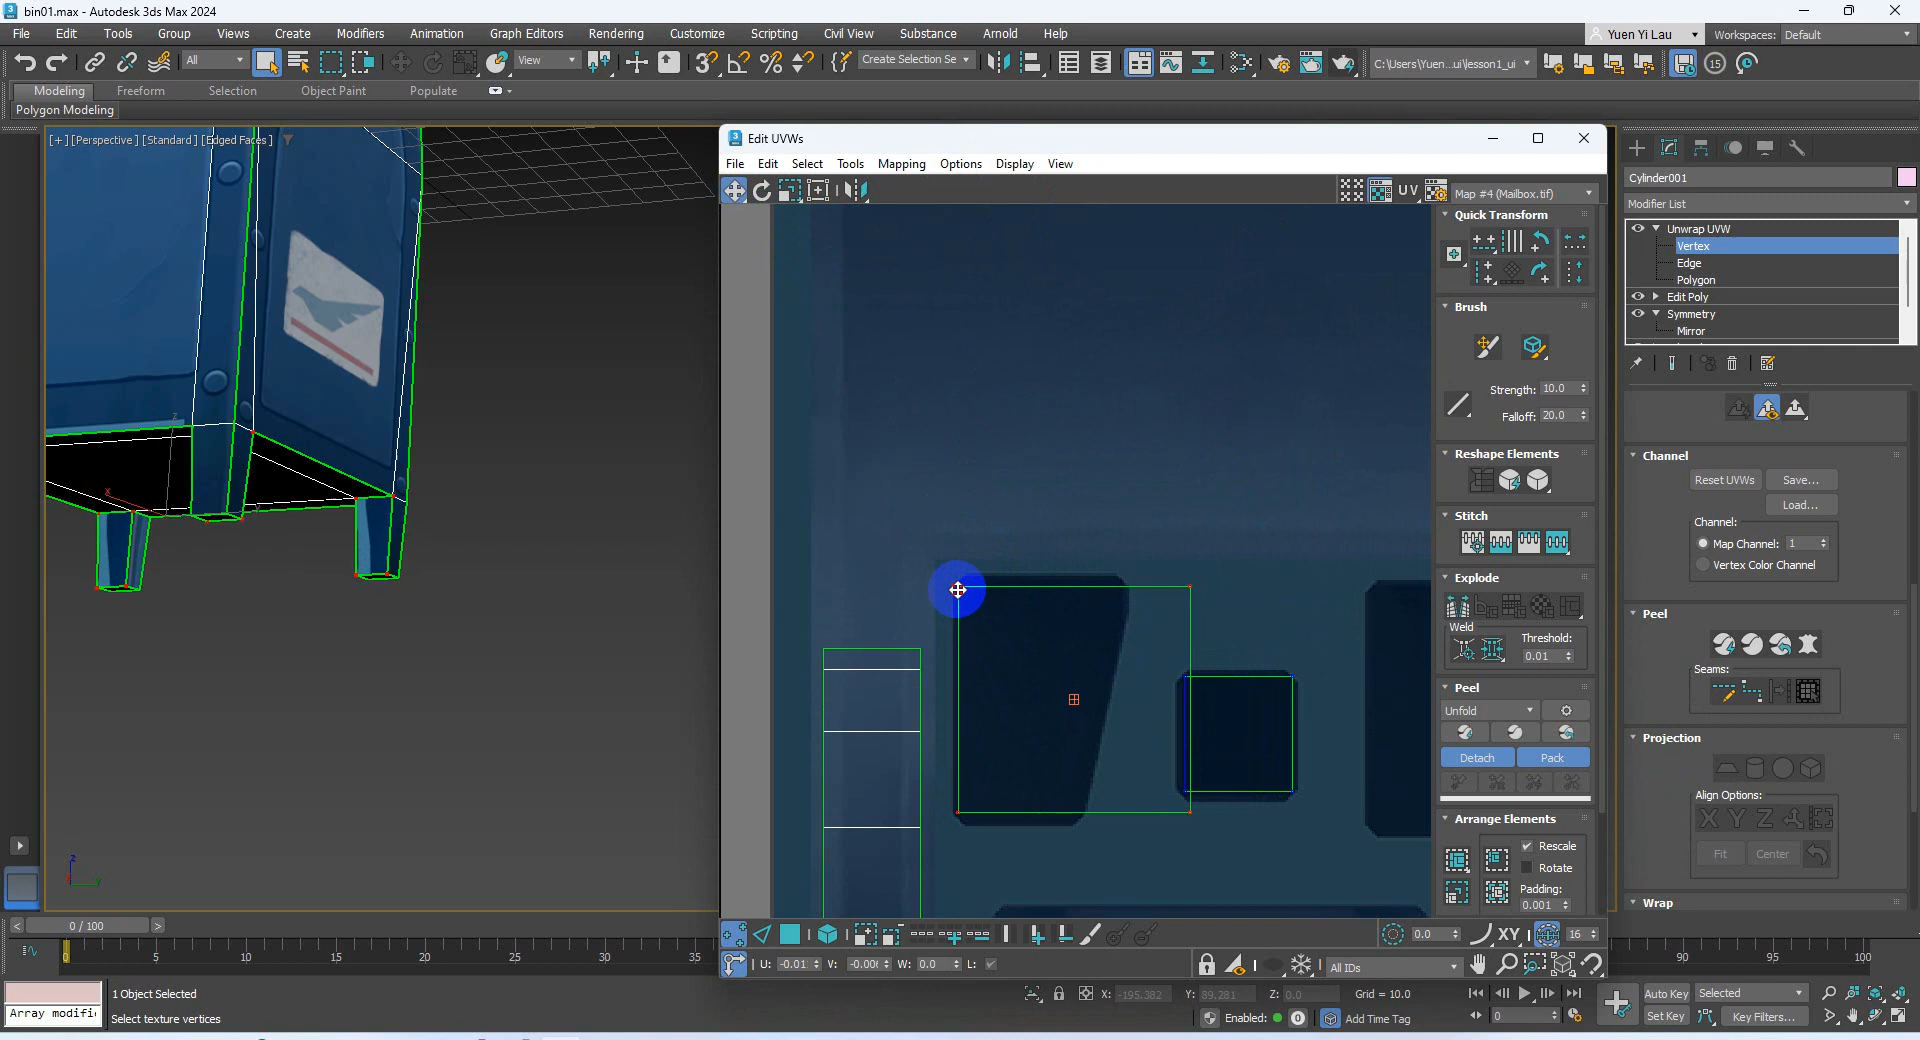 bin01.max - Autodesk 3ds Max 2024
File Edit Tools Group Views Create Modifiers Animation Graph Editors Rendering Customize Scripting Civil View Substance Arnold Help
Yuen Yi Lau Workspaces: Default
All View Create Selection Se C:\Users\Yuen...ui\lesson1_ui 15
Modeling Freeform Selection Object Paint Populate
Polygon Modeling
[+] [Perspective] [Standard] [Edged Faces]
Edit UVWs
File Edit Select Tools Mapping Options Display View
UV Map #4 (Mailbox.tif)
Quick Transform
Brush
Strength: 10.0
Falloff: 20.0
Reshape Elements
Stitch
Explode
Weld
Threshold:
0.01
Peel
Unfold
Detach Pack
Arrange Elements
Rescale
Rotate
Padding:
0.001
0.0 XY 16
U: -0.01 V: -0.006 W: 0.0 L:
All IDs
Cylinder001
Modifier List
Unwrap UVW
Vertex
Edge
Polygon
Edit Poly
Symmetry
Mirror
Channel
Reset UVWs Save...
Load...
Channel:
Map Channel: 1
Vertex Color Channel
Peel
Seams:
Projection
Align Options:
X Y Z
Fit Center
Wrap
z
x
y
z
y
< 0 / 100 >
0 5 10 15 20 25 30 35 90 95 100
1 Object Selected
Array modifi
Select texture vertices
X: -195.382 Y: 89.281 Z: 0.0 Grid = 10.0
Enabled: 0 Add Time Tag
0
Auto Key Selected
Set Key Key Filters...